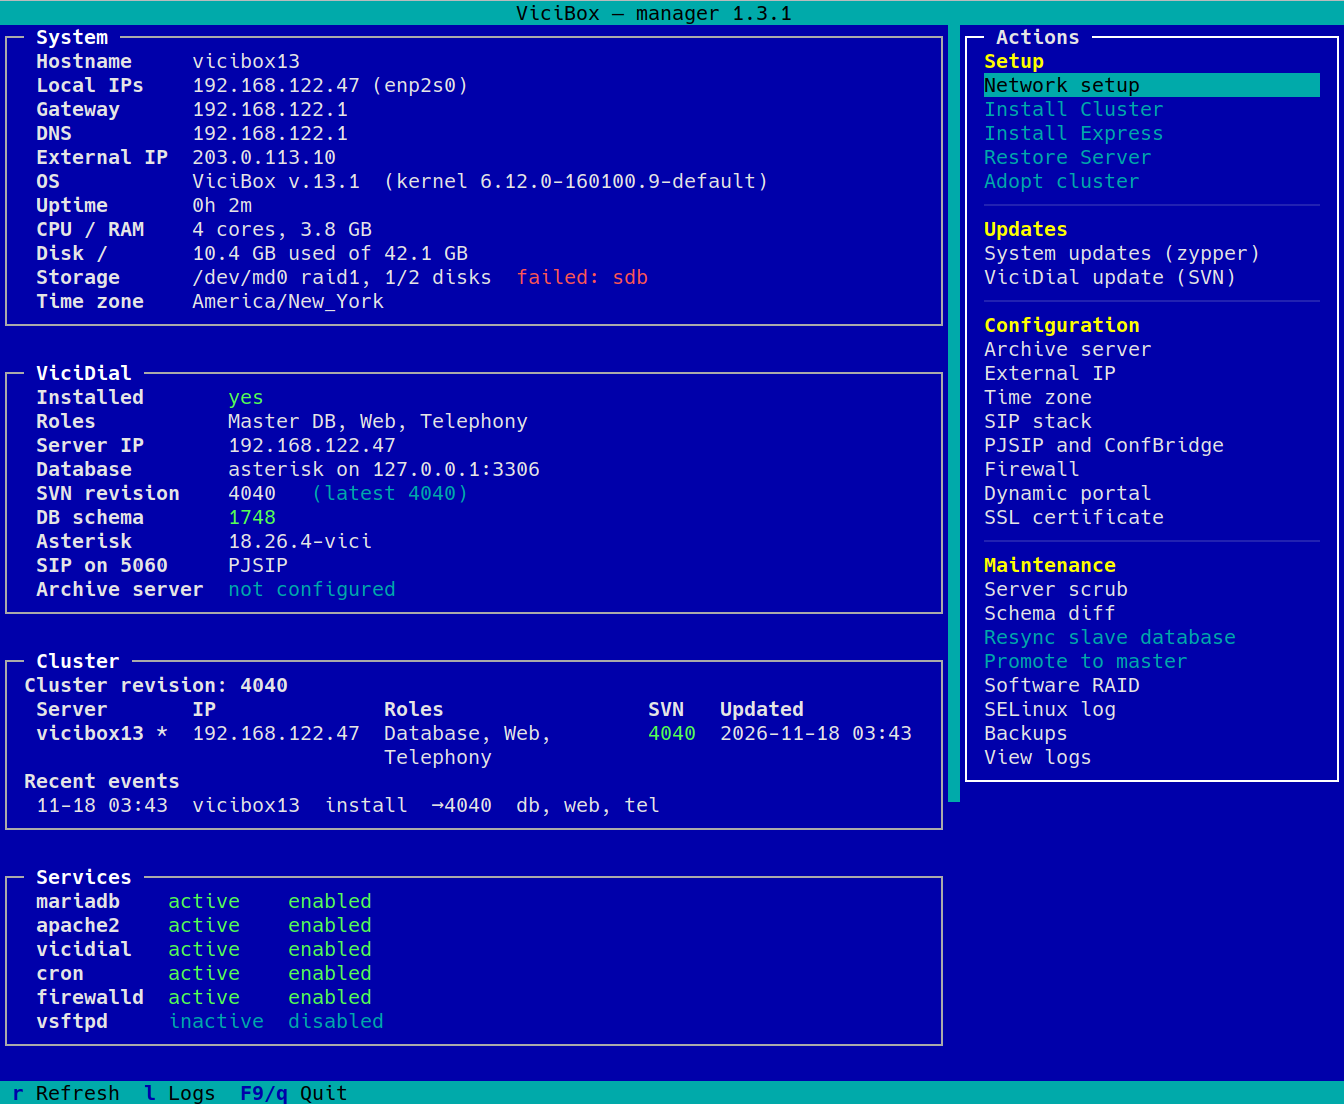 ViciBox — manager 1.3.1
System
Hostname     vicibox13
Local IPs    192.168.122.47 (enp2s0)
Gateway      192.168.122.1
DNS          192.168.122.1
External IP  203.0.113.10
OS           ViciBox v.13.1  (kernel 6.12.0-160100.9-default)
Uptime       0h 2m
CPU / RAM    4 cores, 3.8 GB
Disk /       10.4 GB used of 42.1 GB
Storage      /dev/md0 raid1, 1/2 disks  failed: sdb
Time zone    America/New_York
ViciDial
Installed       yes
Roles           Master DB, Web, Telephony
Server IP       192.168.122.47
Database        asterisk on 127.0.0.1:3306
SVN revision    4040   (latest 4040)
DB schema       1748
Asterisk        18.26.4-vici
SIP on 5060     PJSIP
Archive server  not configured
Cluster
Cluster revision: 4040
Server       IP              Roles                 SVN   Updated
vicibox13 *  192.168.122.47  Database, Web,        4040  2026-11-18 03:43
Telephony
Recent events
11-18 03:43  vicibox13  install  →4040  db, web, tel
Services
mariadb    active    enabled
apache2    active    enabled
vicidial   active    enabled
cron       active    enabled
firewalld  active    enabled
vsftpd     inactive  disabled
Actions
Setup
Network setup
Install Cluster
Install Express
Restore Server
Adopt cluster
Updates
System updates (zypper)
ViciDial update (SVN)
Configuration
Archive server
External IP
Time zone
SIP stack
PJSIP and ConfBridge
Firewall
Dynamic portal
SSL certificate
Maintenance
Server scrub
Schema diff
Resync slave database
Promote to master
Software RAID
SELinux log
Backups
View logs
r Refresh  l Logs  F9/q Quit